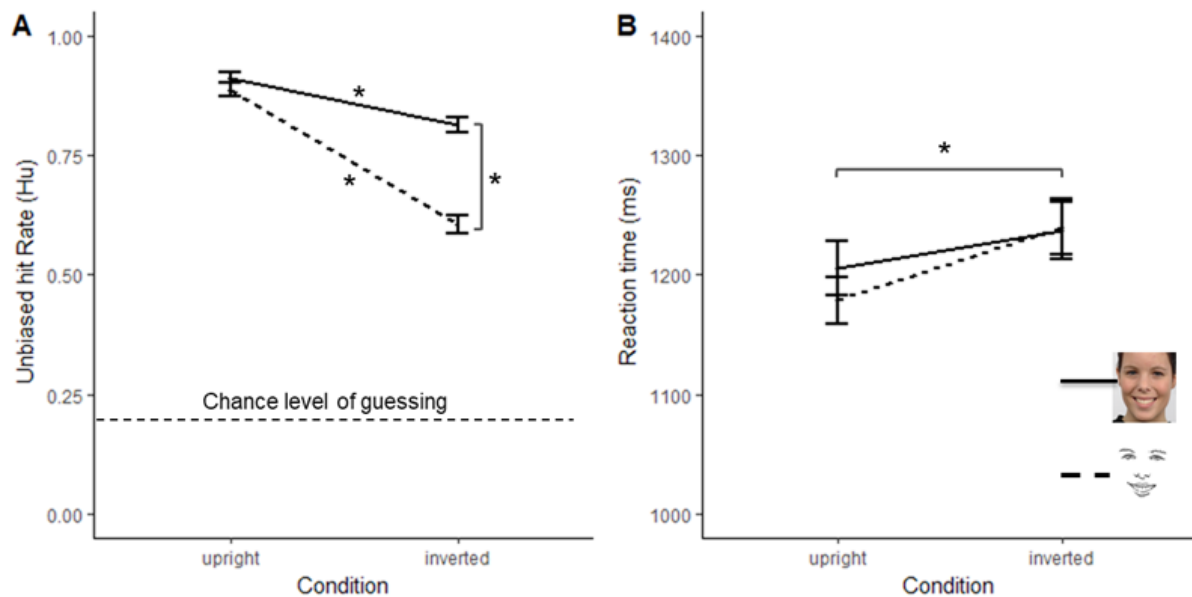 A
Unbiased hit Rate (Hu)
1.00
0.75
0.50
0.25
0.00
*
*
*
Chance level of guessing
upright
inverted
Condition
B
Reaction time (ms)
1400
1300
1200
1100
1000
*
upright
inverted
Condition